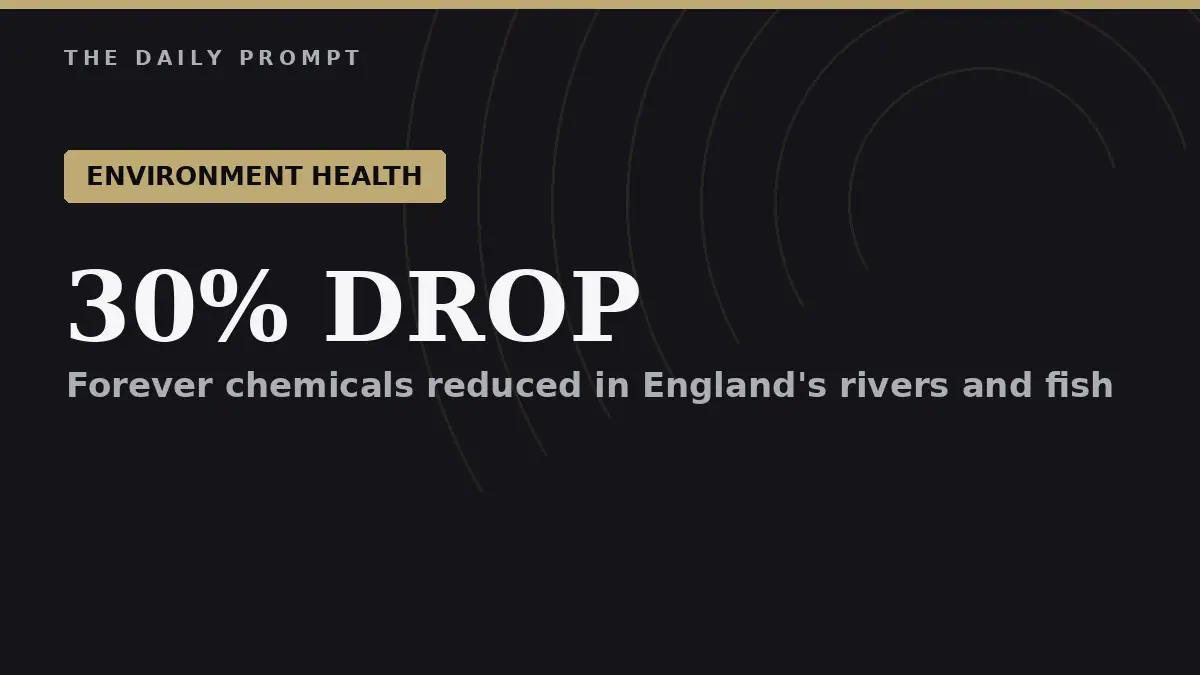 THE DAILY PROMPT
ENVIRONMENT HEALTH
30% DROP
Forever chemicals reduced in England's rivers and fish